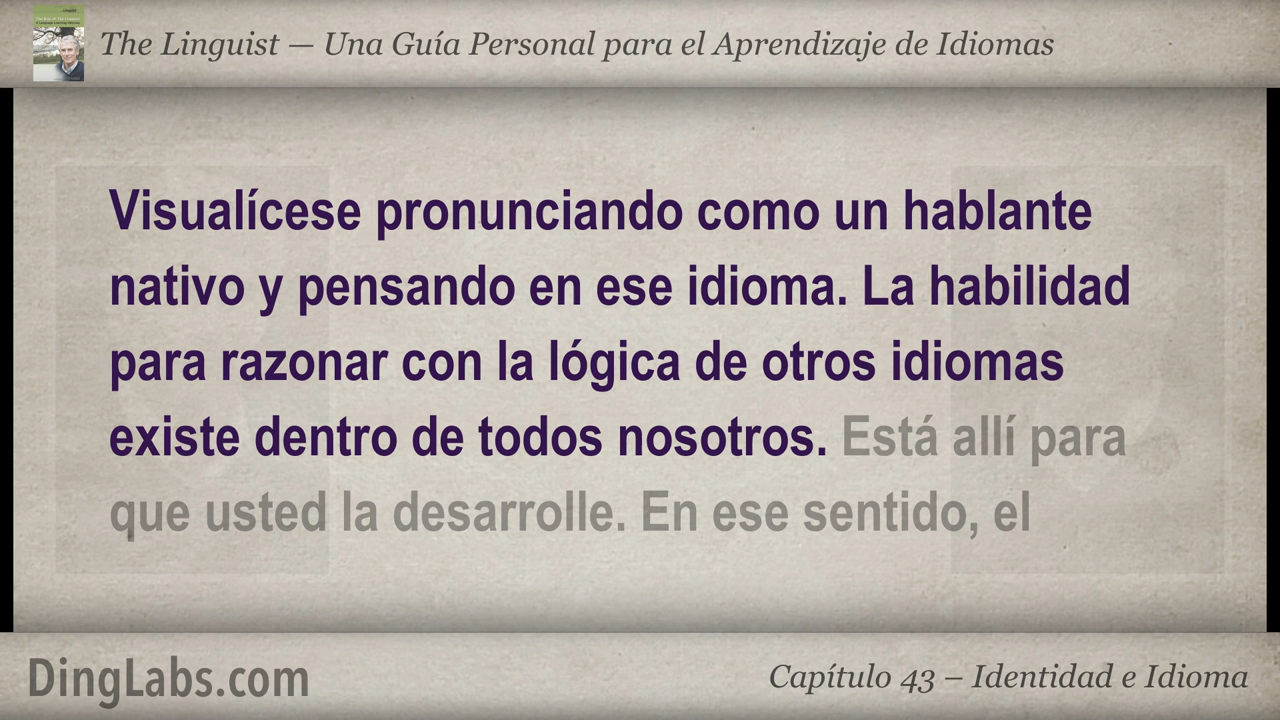 The Linguist — Una Guía Personal para el Aprendizaje de Idiomas
Visualícese pronunciando como un hablante
nativo y pensando en ese idioma. La habilidad
para razonar con la lógica de otros idiomas
existe dentro de todos nosotros. Está allí para
que usted la desarrolle. En ese sentido, el
DingLabs.com
Capítulo 43 – Identidad e Idioma